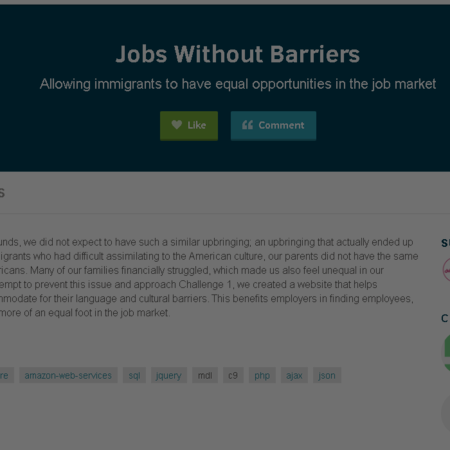 Jobs Without Barriers
Allowing immigrants to have equal opportunities in the job market
Like
Comment
S
unds, we did not expect to have such a similar upbringing; an upbringing that actually ended up
igrants who had difficult assimilating to the American culture, our parents did not have the same
ricans. Many of our families financially struggled, which made us also feel unequal in our
empt to prevent this issue and approach Challenge 1, we created a website that helps
mmodate for their language and cultural barriers. This benefits employers in finding employees,
more of an equal foot in the job market.
re amazon-web-services sql jquery mdl c9 php ajax json
S
C